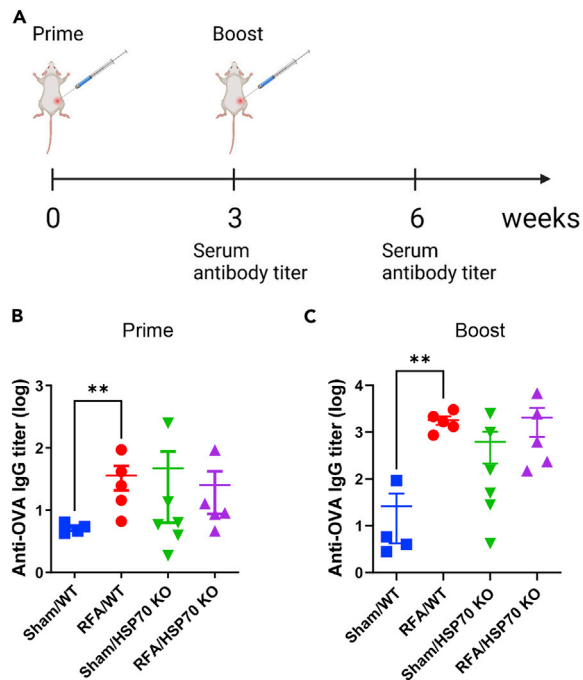 A
Prime Boost
0 3 6 weeks
Serum Serum
antibody titer antibody titer
B C
Prime Boost
Anti-OVA IgG titer (log)
3
2
1
0
**
Sham/WT
RFA/WT
Sham/HSP70 KO
RFA/HSP70 KO
Anti-OVA IgG titer (log)
4
3
2
1
0
**
Sham/WT
RFA/WT
Sham/HSP70 KO
RFA/HSP70 KO